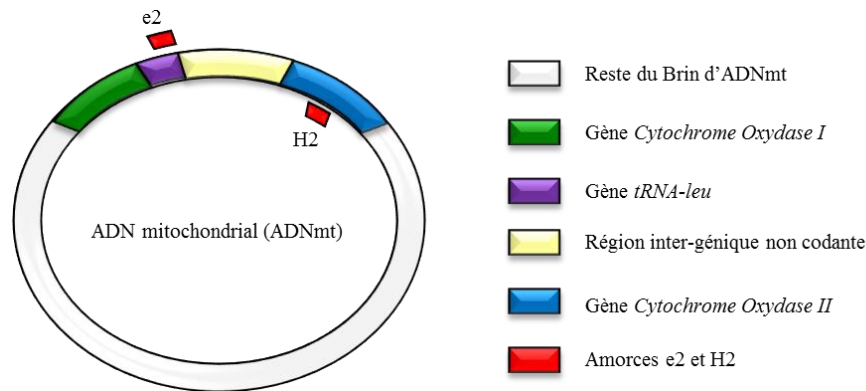 e2
H2
ADN mitochondrial (ADNmt)
Reste du Brin d’ADNmt
Gène Cytochrome Oxydase I
Gène tRNA-leu
Région inter-génique non codante
Gène Cytochrome Oxydase II
Amorces e2 et H2